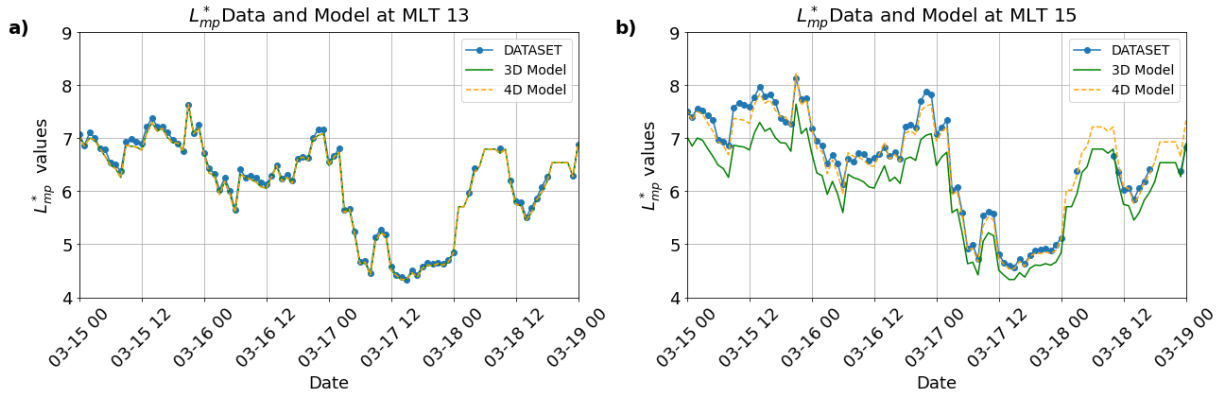 a)
L*mp Data and Model at MLT 13
DATASET
3D Model
4D Model
9
8
7
6
5
4
L*mp values
03-15 00
03-15 12
03-16 00
03-16 12
03-17 00
03-17 12
03-18 00
03-18 12
03-19 00
Date
b)
L*mp Data and Model at MLT 15
DATASET
3D Model
4D Model
9
8
7
6
5
4
L*mp values
03-15 00
03-15 12
03-16 00
03-16 12
03-17 00
03-17 12
03-18 00
03-18 12
03-19 00
Date